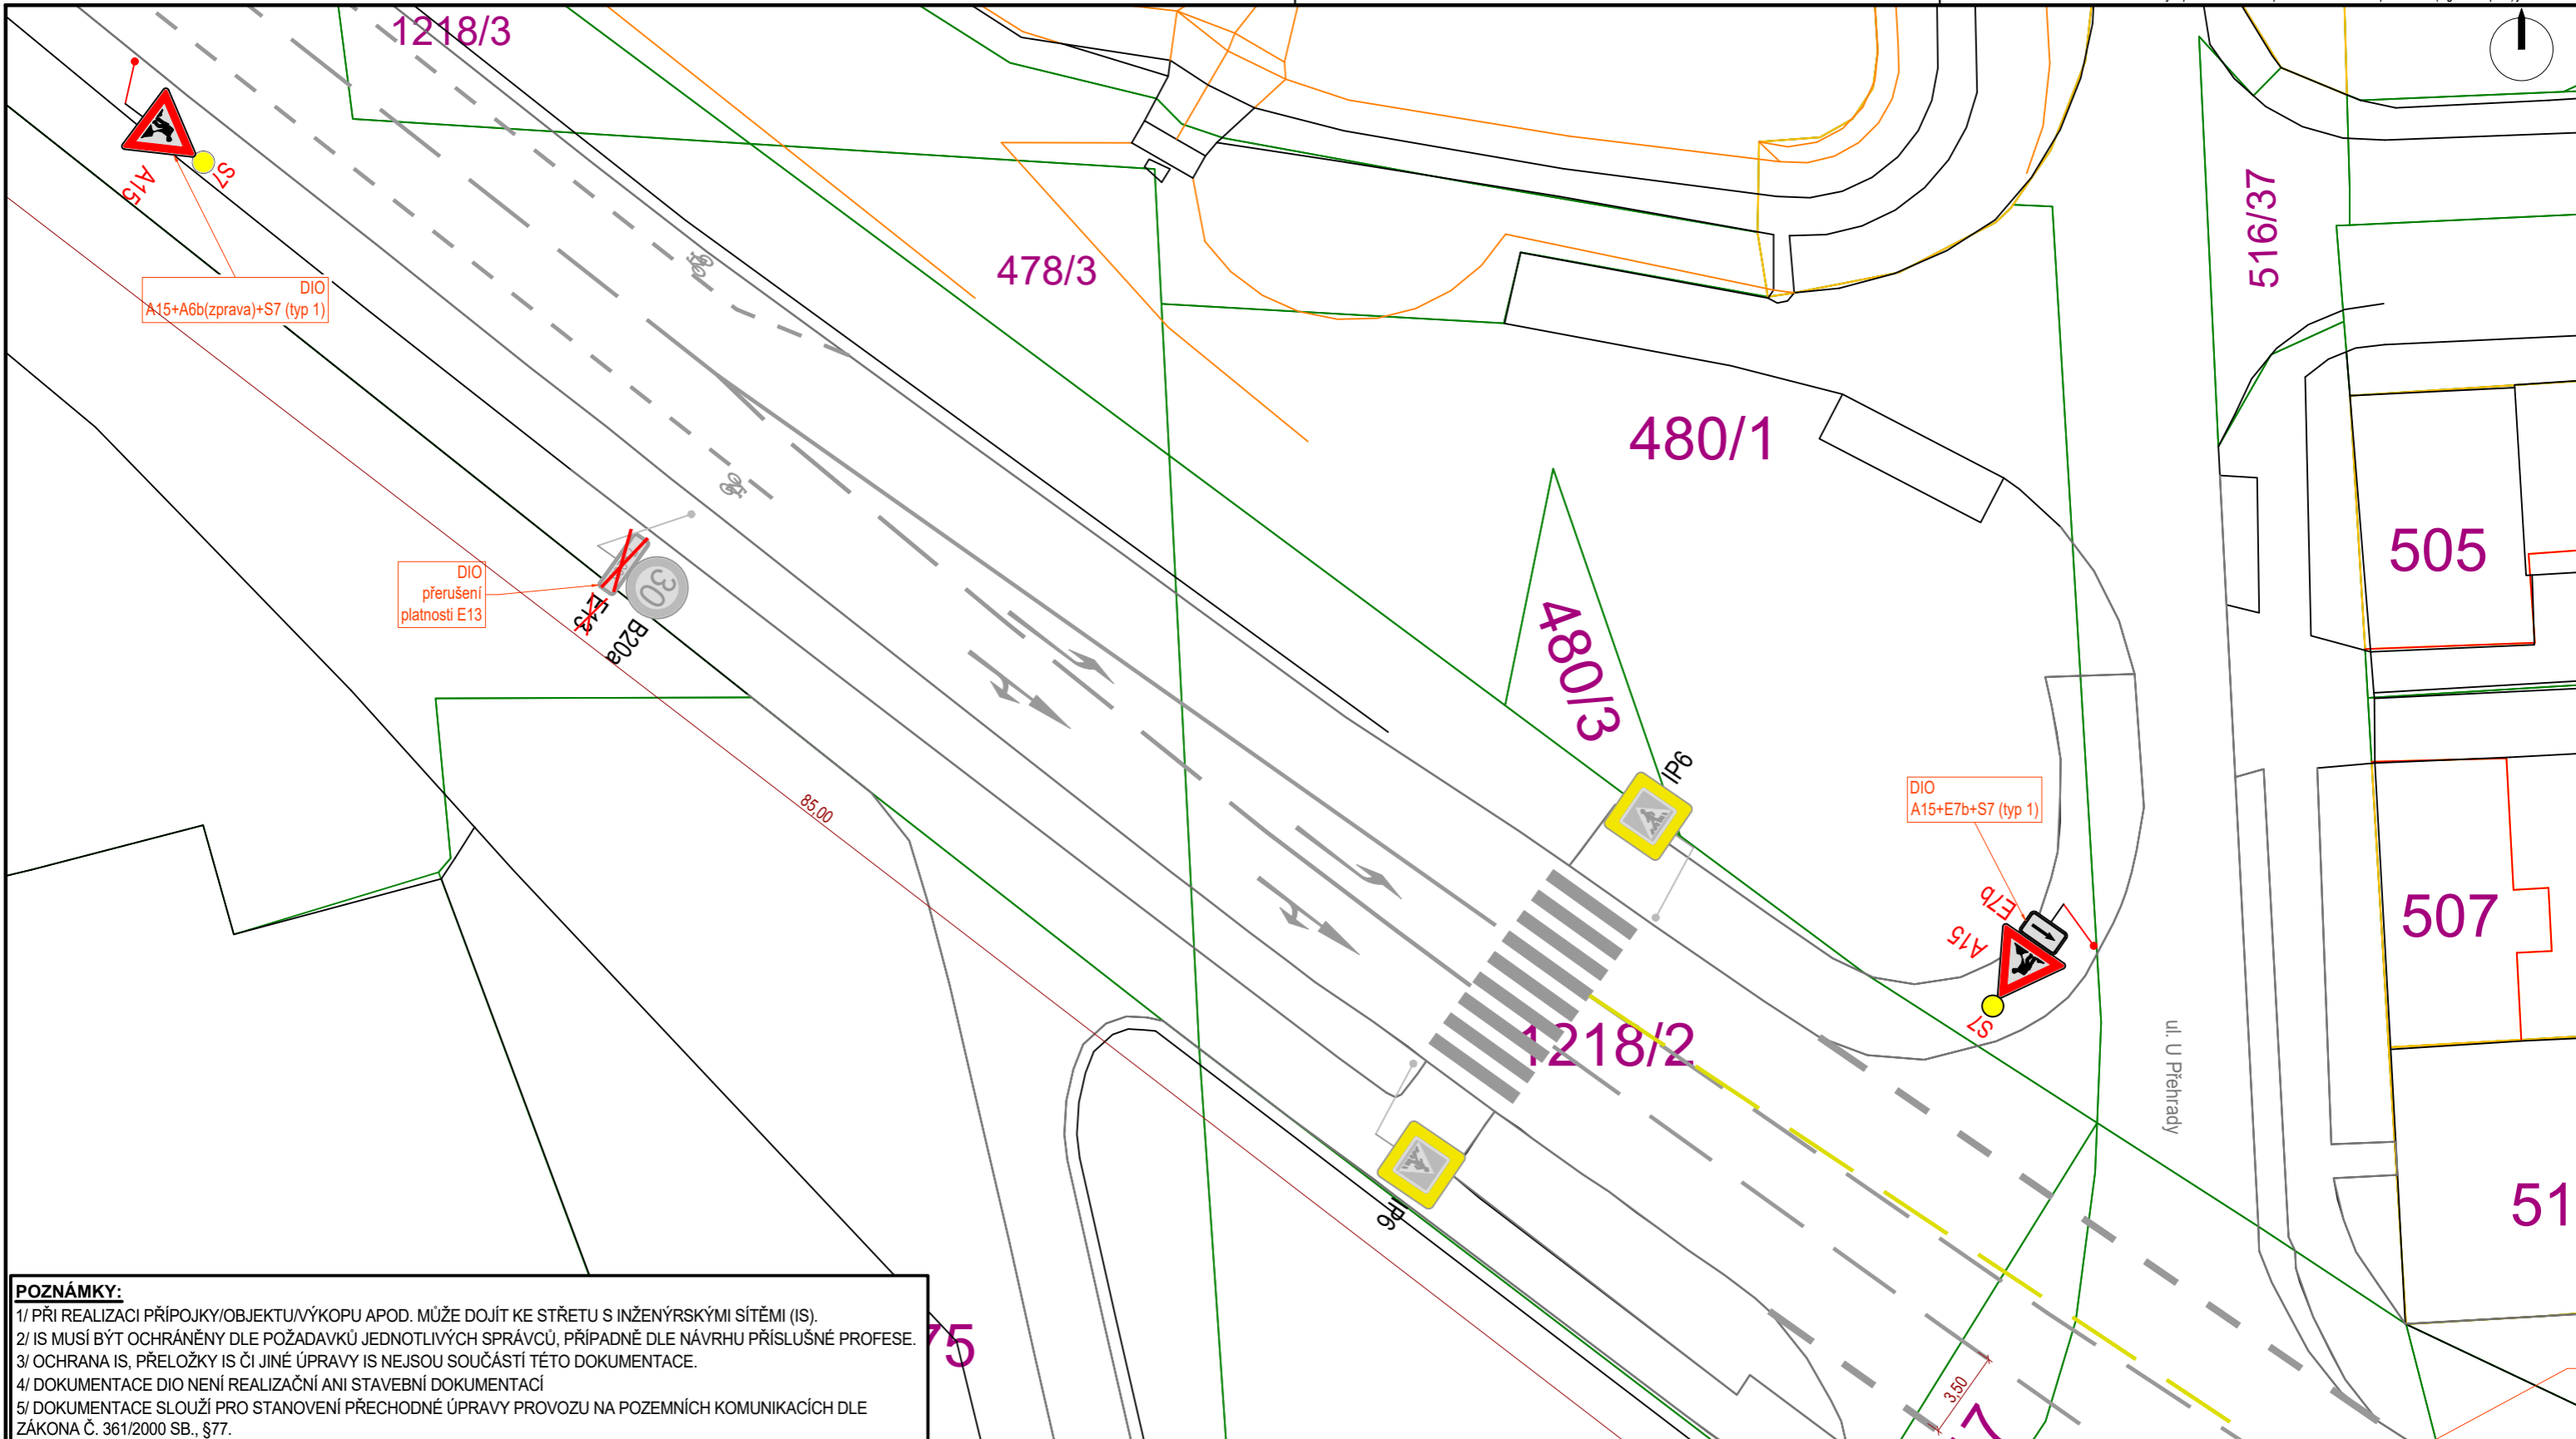 1218/3
A15
S7
DIO
A15+A6b(zprava)+S7 (typ 1)
478/3
516/37
480/1
505
30
DIO
přerušení
platnosti E13
E13
B20a
480/3
IP6
85,00
DIO
A15+E7b+S7 (typ 1)
E7b
A15
S7
507
1218/2
ul. U Přehrady
IP6
51
POZNÁMKY:
1/ PŘI REALIZACI PŘÍPOJKY/OBJEKTU/VÝKOPU APOD. MŮŽE DOJÍT KE STŘETU S INŽENÝRSKÝMI SÍTĚMI (IS).
2/ IS MUSÍ BÝT OCHRÁNĚNY DLE POŽADAVKŮ JEDNOTLIVÝCH SPRÁVCŮ, PŘÍPADNĚ DLE NÁVRHU PŘÍSLUŠNÉ PROFESE.
3/ OCHRANA IS, PŘELOŽKY IS ČI JINÉ ÚPRAVY IS NEJSOU SOUČÁSTÍ TÉTO DOKUMENTACE.
4/ DOKUMENTACE DIO NENÍ REALIZAČNÍ ANI STAVEBNÍ DOKUMENTACÍ
5/ DOKUMENTACE SLOUŽÍ PRO STANOVENÍ PŘECHODNÉ ÚPRAVY PROVOZU NA POZEMNÍCH KOMUNIKACÍCH DLE
ZÁKONA Č. 361/2000 SB., §77.
75
3,50
7